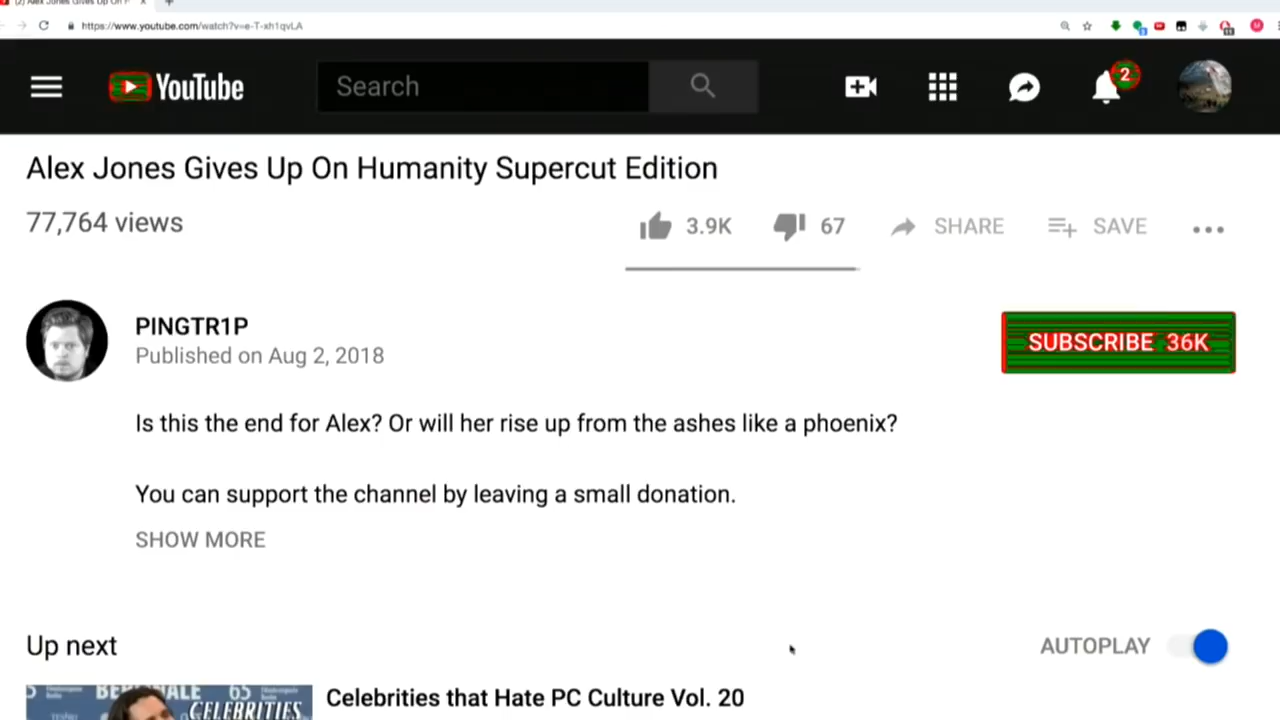 https://www.youtube.com/watch?v=e-T-xh1qvLA
YouTube
Search
2
Alex Jones Gives Up On Humanity Supercut Edition
77,764 views
3.9K
67
SHARE
SAVE
PINGTR1P
Published on Aug 2, 2018
SUBSCRIBE 36K
Is this the end for Alex? Or will her rise up from the ashes like a phoenix?
You can support the channel by leaving a small donation.
SHOW MORE
Up next
AUTOPLAY
65
CELEBRITIES
Celebrities that Hate PC Culture Vol. 20